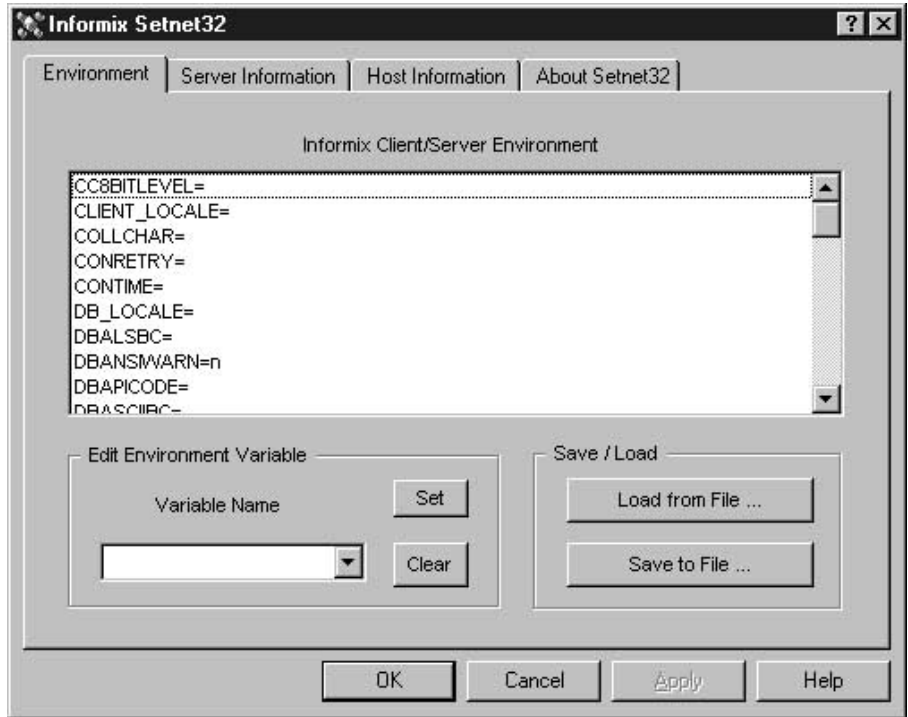 Informix Setnet32
Environment Server Information Host Information About Setnet32
Informix Client/Server Environment
CC8BITLEVEL=
CLIENT_LOCALE=
COLLCHAR=
CONRETRY=
CONTIME=
DB_LOCALE=
DBALSBC=
DBANSIWARN=n
DBAPICODE=
DBASCIIBC=
Edit Environment Variable
Variable Name
Set
Clear
Save / Load
Load from File ...
Save to File ...
OK Cancel Apply Help